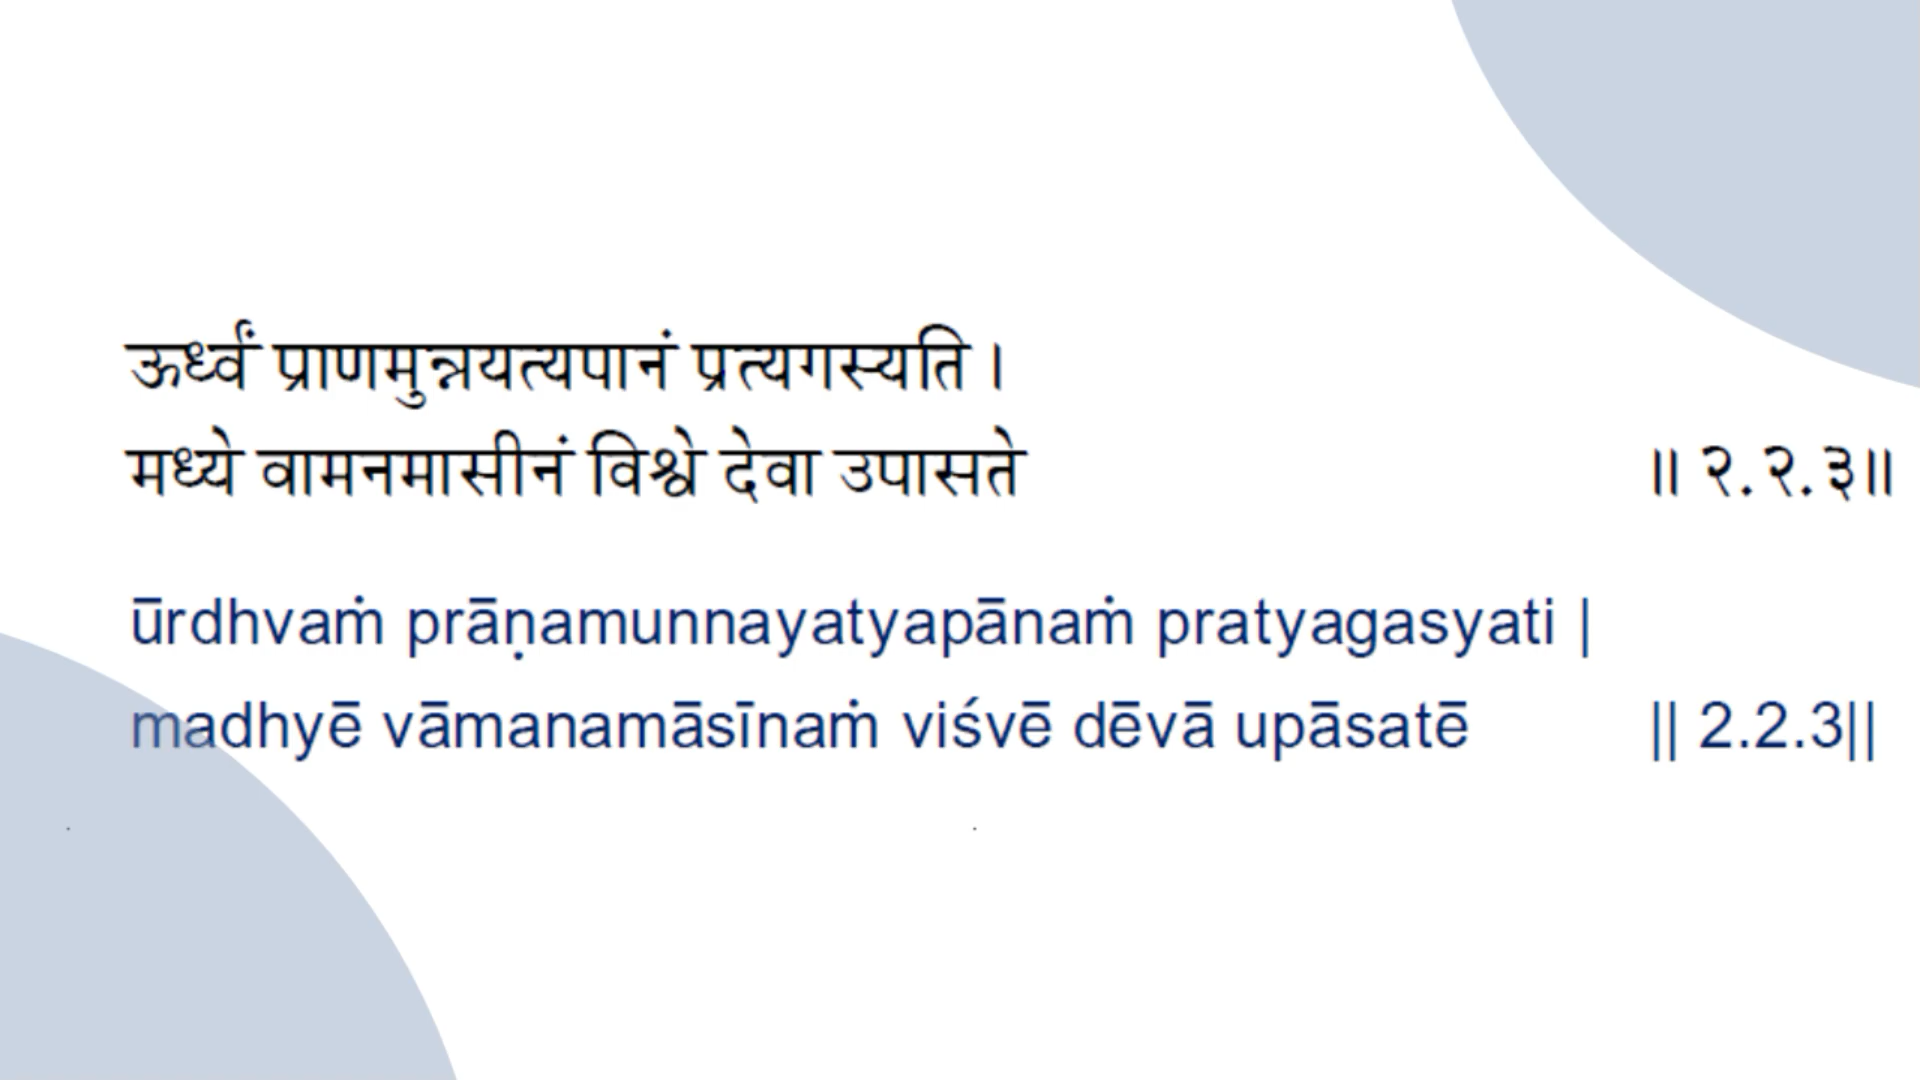 ऊर्ध्वं प्राणमुन्नयत्यपानं प्रत्यगस्यति ।
मध्ये वामनमासीनं विश्वे देवा उपासते ॥ २.२.३॥
ūrdhvaṁ prāṇamunnayatyapānaṁ pratyagasyati |
madhyē vāmanamāsīnaṁ viśvē dēvā upāsatē || 2.2.3||